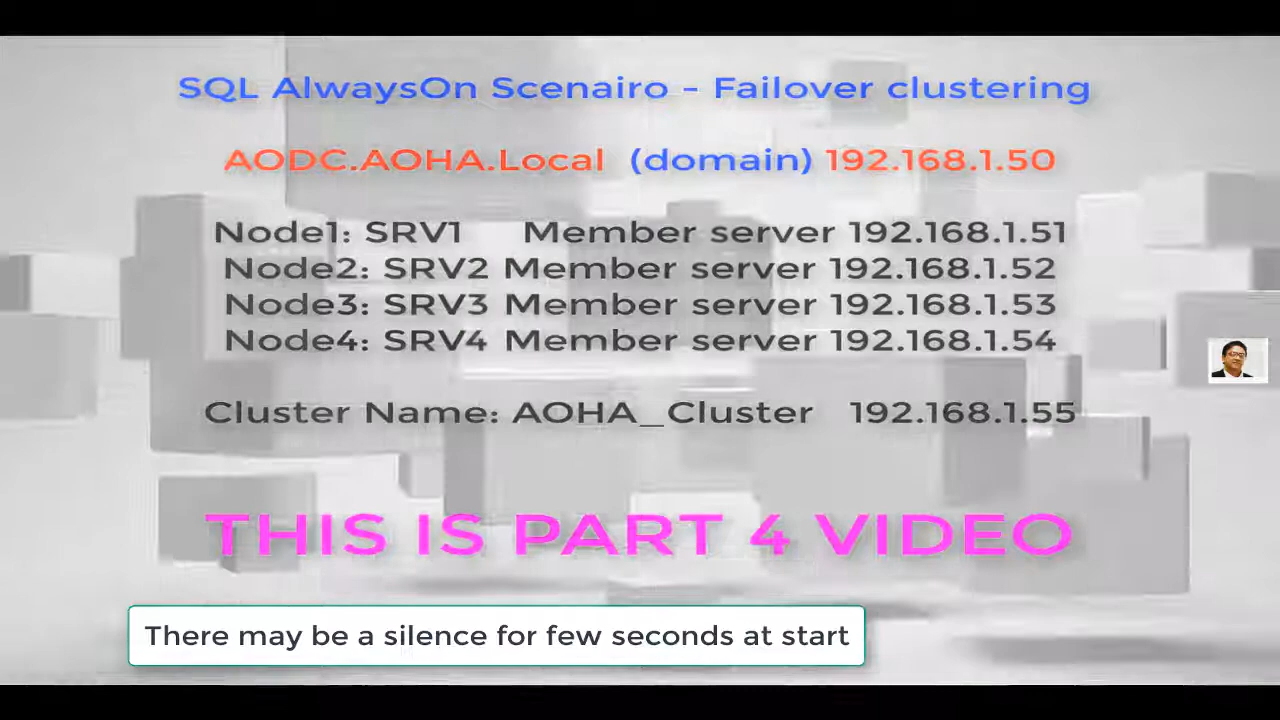 SQL AlwaysOn Scenairo - Failover clustering
AODC.AOHA.Local (domain) 192.168.1.50
Node1: SRV1 Member server 192.168.1.51
Node2: SRV2 Member server 192.168.1.52
Node3: SRV3 Member server 192.168.1.53
Node4: SRV4 Member server 192.168.1.54
Cluster Name: AOHA_Cluster 192.168.1.55
THIS IS PART 4 VIDEO
There may be a silence for few seconds at start